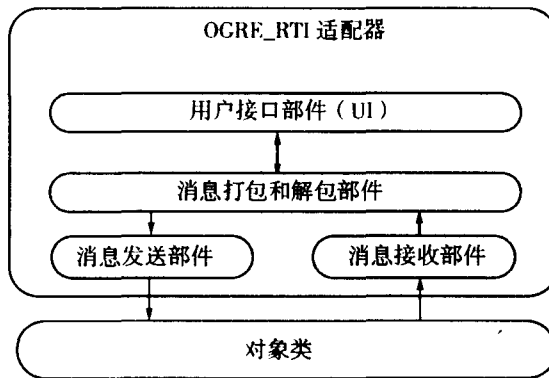 OGRE_RTI 适配器
用户接口部件（UI）
消息打包和解包部件
消息发送部件
消息接收部件
对象类